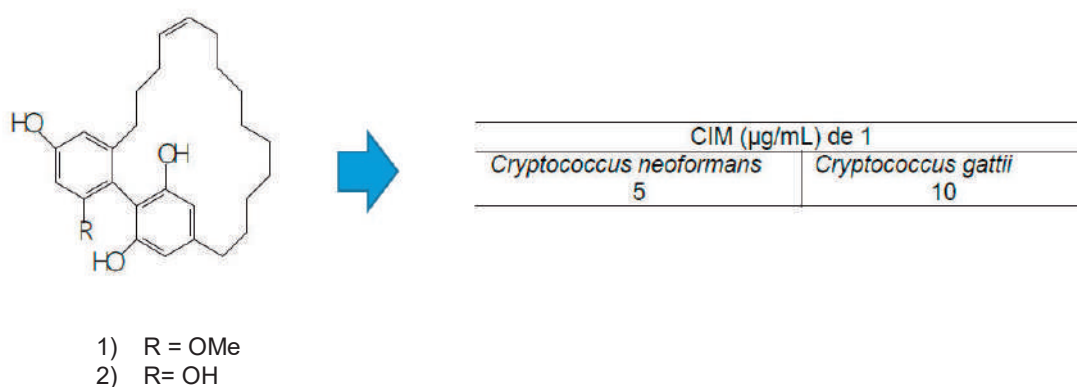 HO
OH
R
HO
1) R = OMe
2) R= OH
CIM (µg/mL) de 1
Cryptococcus neoformans Cryptococcus gattii
5 10